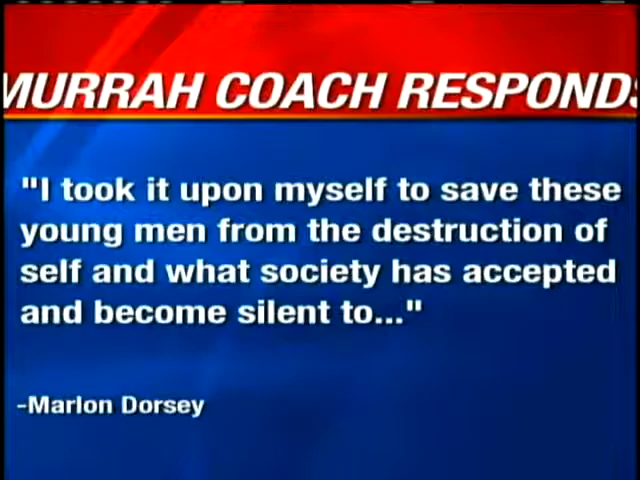 MURRAH COACH RESPONDS
"I took it upon myself to save these
young men from the destruction of
self and what society has accepted
and become silent to..."
-Marlon Dorsey